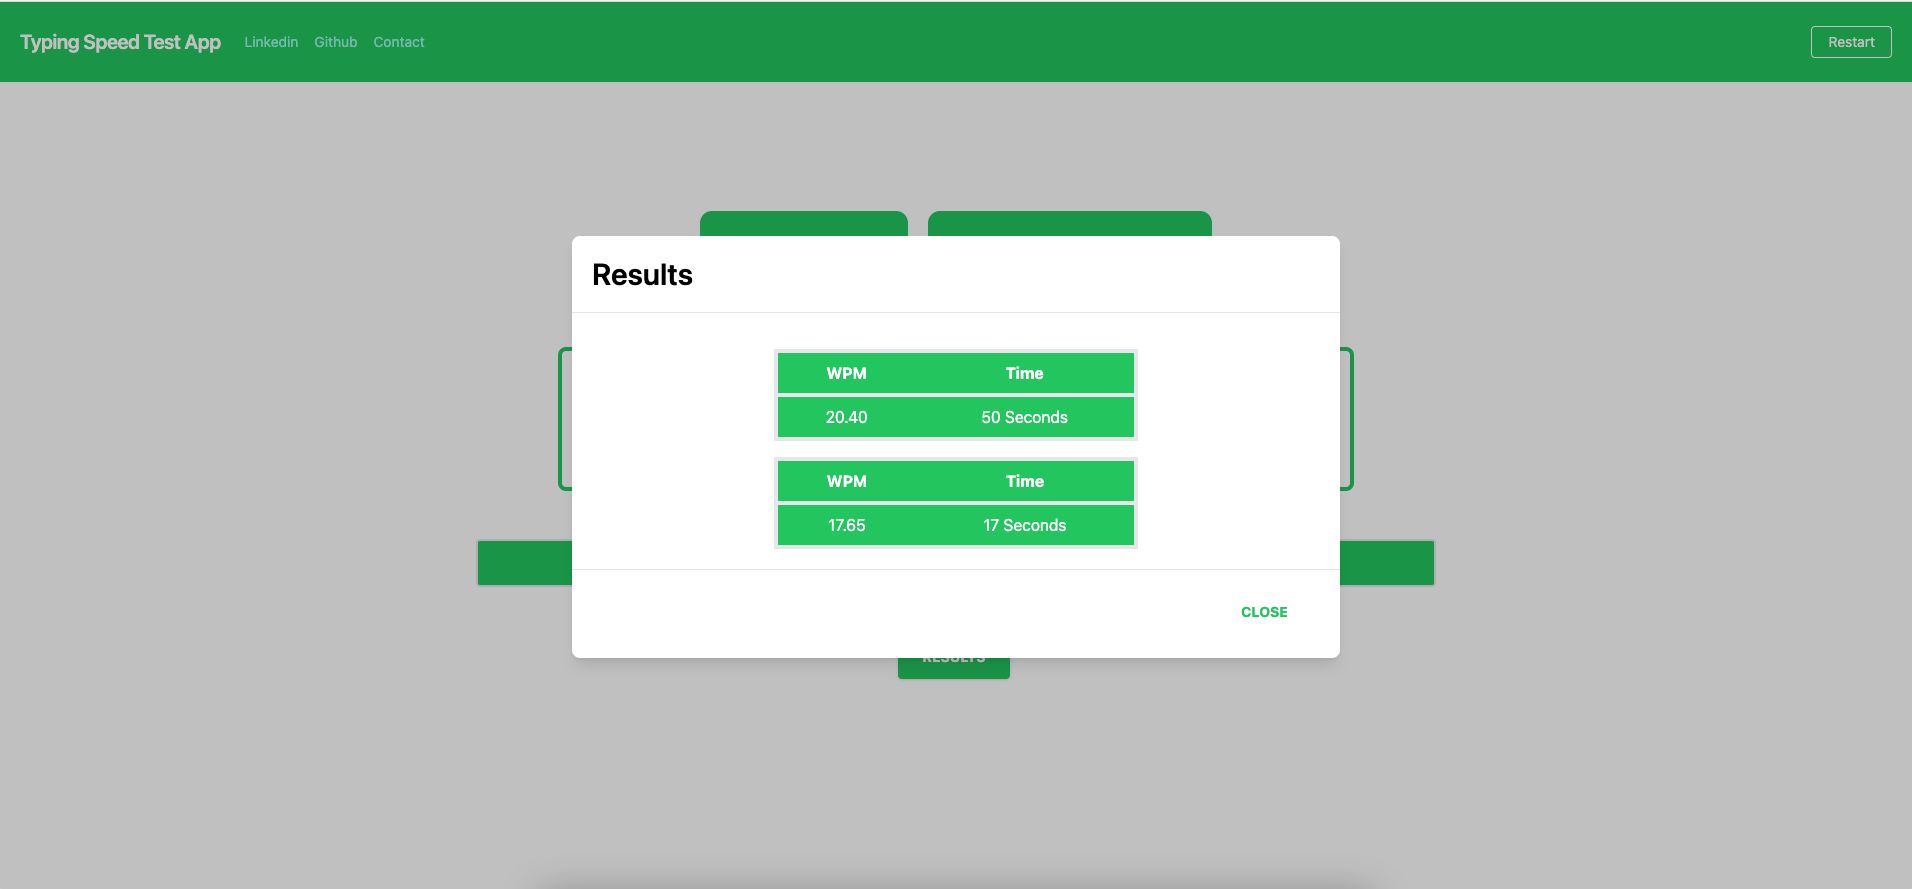 Typing Speed Test App Linkedin Github Contact Restart
Results
WPM Time
20.40 50 Seconds
WPM Time
17.65 17 Seconds
CLOSE
RESULTS